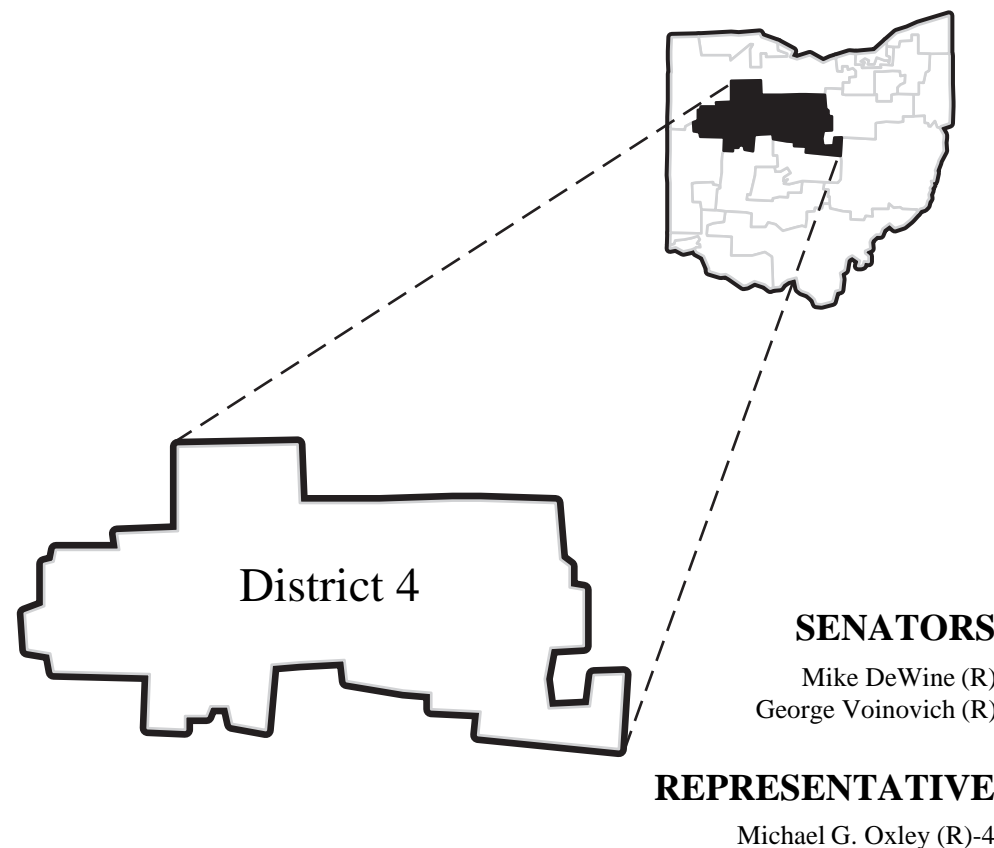 District 4
SENATORS
Mike DeWine (R)
George Voinovich (R)
REPRESENTATIVE
Michael G. Oxley (R)-4